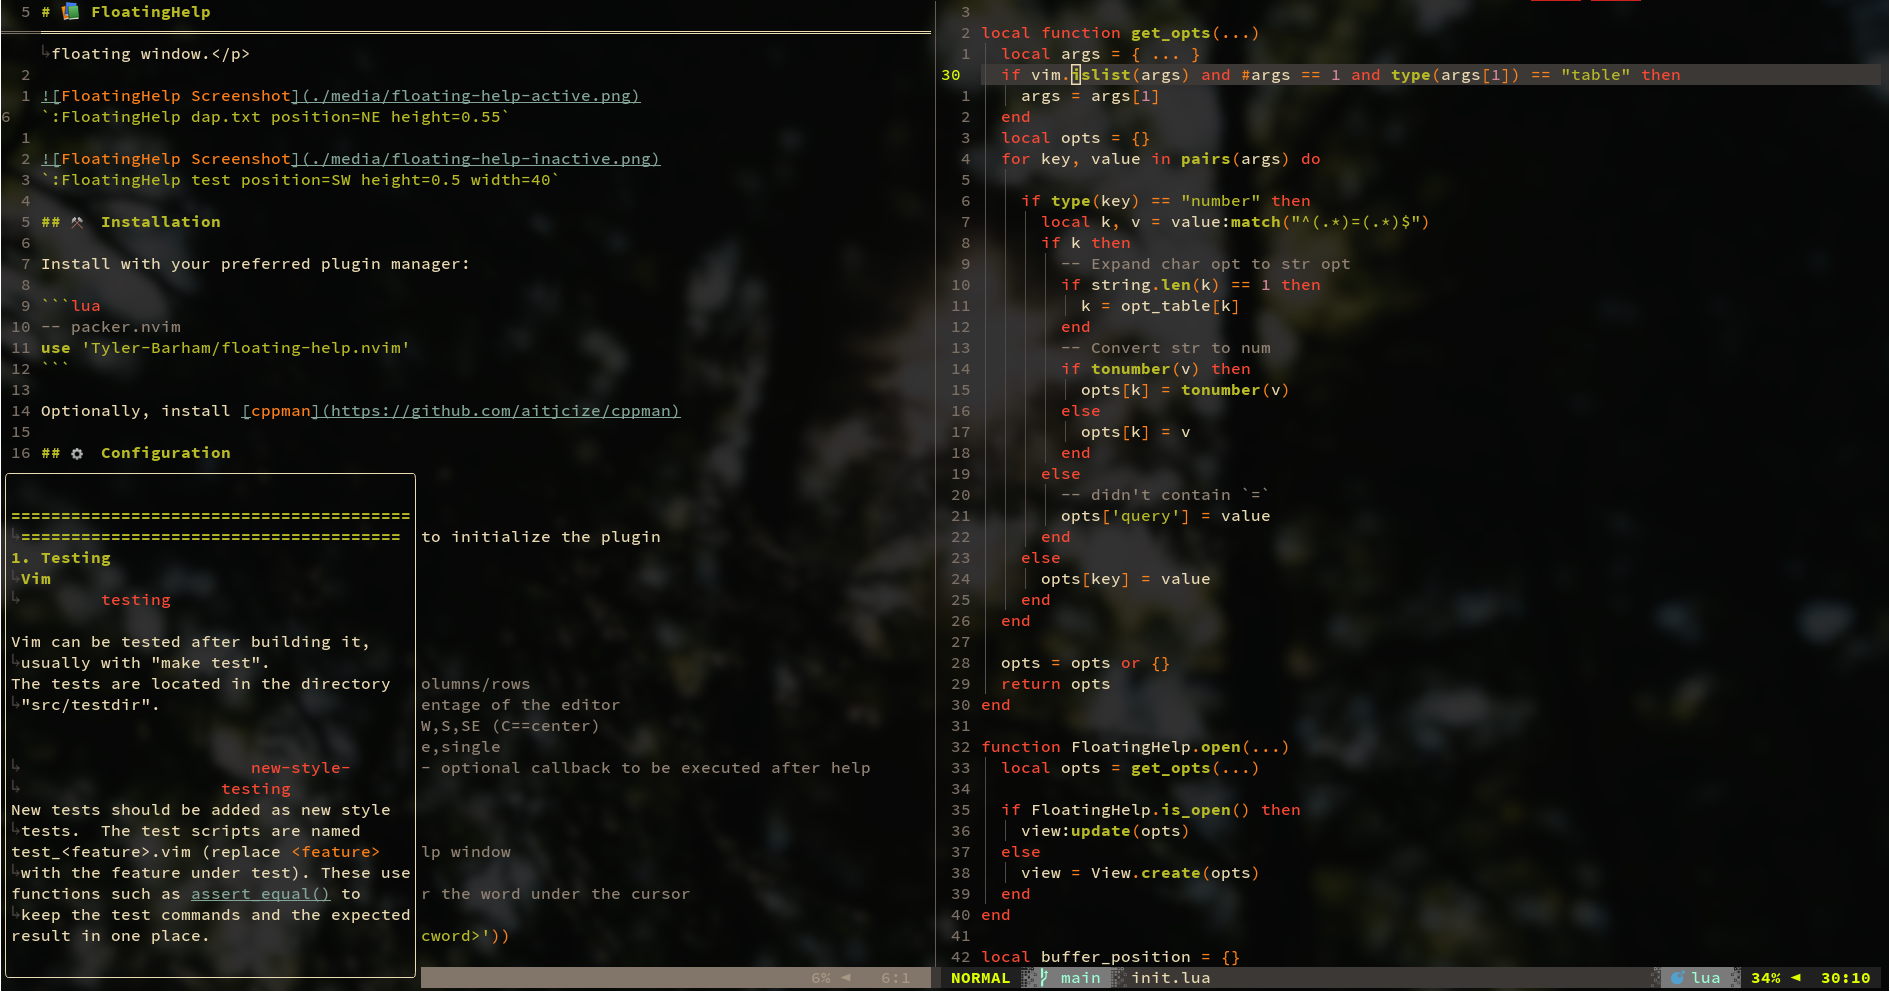 5 # FloatingHelp
↳floating window.</p>
2
1 ![FloatingHelp Screenshot](./media/floating-help-active.png)
6 `:FloatingHelp dap.txt position=NE height=0.55`
1
2 ![FloatingHelp Screenshot](./media/floating-help-inactive.png)
3 `:FloatingHelp test position=SW height=0.5 width=40`
4
5 ## ⚒ Installation
6
7 Install with your preferred plugin manager:
8
9 ```lua
10 -- packer.nvim
11 use 'Tyler-Barham/floating-help.nvim'
12 ```
13
14 Optionally, install [cppman](https://github.com/aitjcize/cppman)
15
16 ## ⚙ Configuration
========================================
↳======================================
1. Testing
↳Vim
↳ testing
Vim can be tested after building it,
↳usually with "make test".
The tests are located in the directory
↳"src/testdir".
↳ new-style-
↳ testing
New tests should be added as new style
↳tests.  The test scripts are named
test_<feature>.vim (replace <feature>
↳with the feature under test). These use
functions such as assert_equal() to
↳keep the test commands and the expected
result in one place.
to initialize the plugin
olumns/rows
entage of the editor
W,S,SE (C==center)
e,single
- optional callback to be executed after help
lp window
r the word under the cursor
cword>'))
6% ◄ 6:1
3
2 local function get_opts(...)
1 local args = { ... }
30 if vim.islist(args) and #args == 1 and type(args[1]) == "table" then
1 args = args[1]
2 end
3 local opts = {}
4 for key, value in pairs(args) do
5
6 if type(key) == "number" then
7 local k, v = value:match("^(.*)=(.*)$")
8 if k then
9 -- Expand char opt to str opt
10 if string.len(k) == 1 then
11 k = opt_table[k]
12 end
13 -- Convert str to num
14 if tonumber(v) then
15 opts[k] = tonumber(v)
16 else
17 opts[k] = v
18 end
19 else
20 -- didn't contain `=`
21 opts['query'] = value
22 end
23 else
24 opts[key] = value
25 end
26 end
27
28 opts = opts or {}
29 return opts
30 end
31
32 function FloatingHelp.open(...)
33 local opts = get_opts(...)
34
35 if FloatingHelp.is_open() then
36 view:update(opts)
37 else
38 view = View.create(opts)
39 end
40 end
41
42 local buffer_position = {}
NORMAL main init.lua lua 34% ◄ 30:10